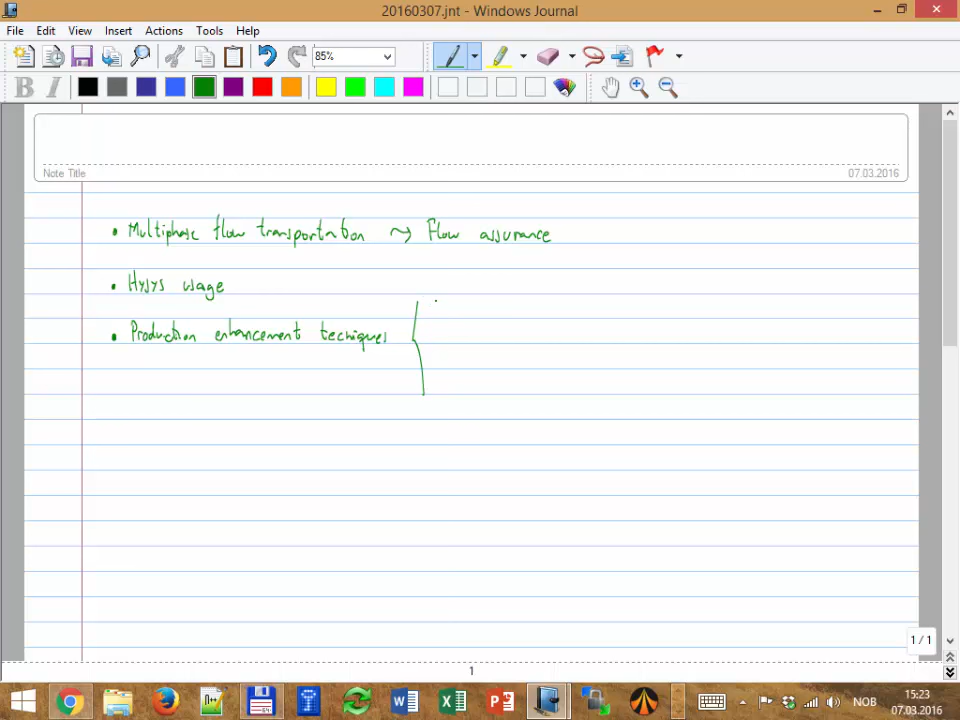 20160307.jnt - Windows Journal
File Edit View Insert Actions Tools Help
85%
B I
Note Title
07.03.2016
• Multiphase flow transportation ~> Flow assurance
• Hysys usage
• Production enhancement tecniques {
1 / 1
1
NOB
15:23
07.03.2016